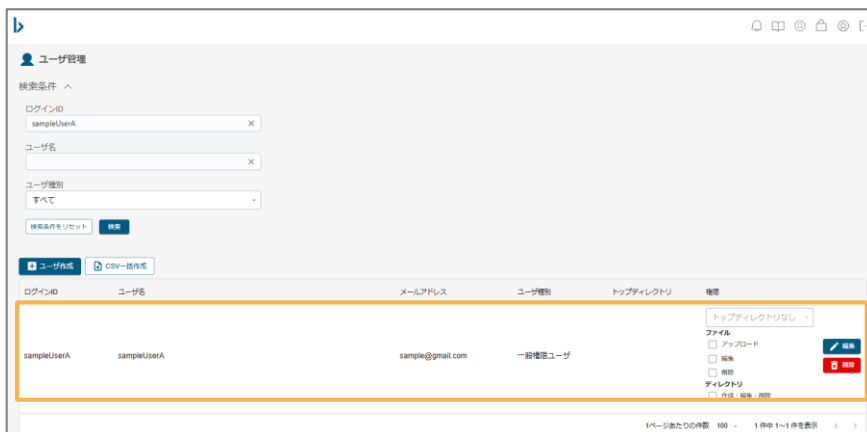 ユーザ管理
検索条件
ログインID
sampleUserA
ユーザ名
ユーザ種別
すべて
検索条件をリセット 検索
ユーザ作成 CSV一括作成
ログインID ユーザ名 メールアドレス ユーザ種別 トップディレクトリ 権限
トップディレクトリなし
ファイル
アップロード
編集
sampleUserA sampleUserA sample@gmail.com 一般権限ユーザ
編集
削除
削除
ディレクトリ
作成・編集・削除
1ページあたりの件数 100 1 件中 1~1 件を表示